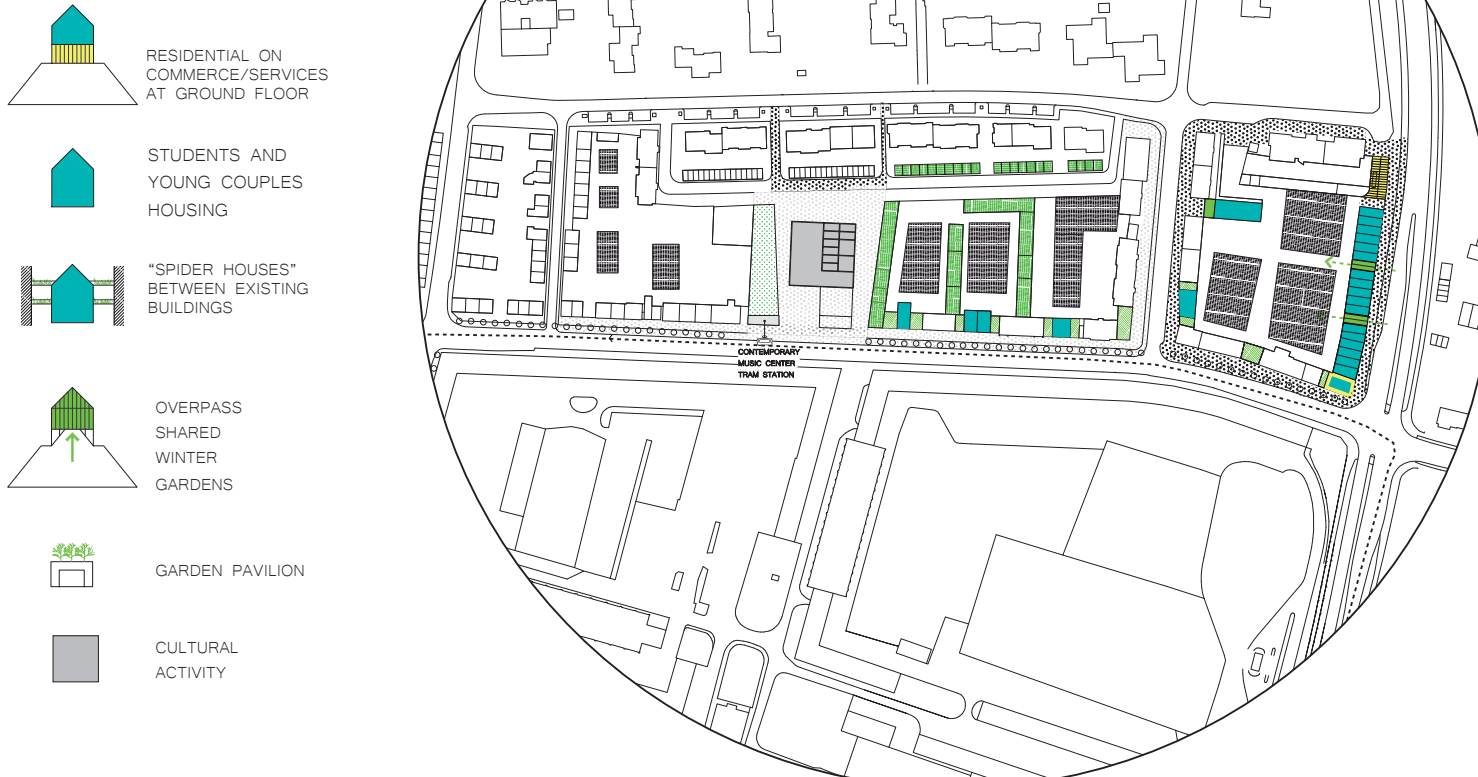 RESIDENTIAL ON
COMMERCE/SERVICES
AT GROUND FLOOR
STUDENTS AND
YOUNG COUPLES
HOUSING
"SPIDER HOUSES"
BETWEEN EXISTING
BUILDINGS
OVERPASS
SHARED
WINTER
GARDENS
GARDEN PAVILION
CULTURAL
ACTIVITY
CONTEMPORARY
MUSIC CENTER
TRAM STATION